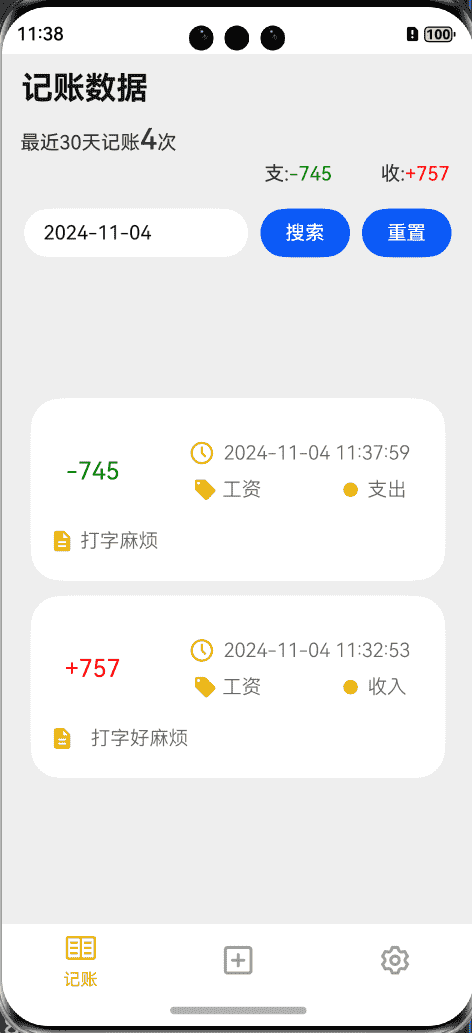 11:38
100
记账数据
最近30天记账4次
支:-745 收:+757
2024-11-04 搜索 重置
2024-11-04 11:37:59
-745
工资 支出
打字麻烦
2024-11-04 11:32:53
+757
工资 收入
打字好麻烦
记账